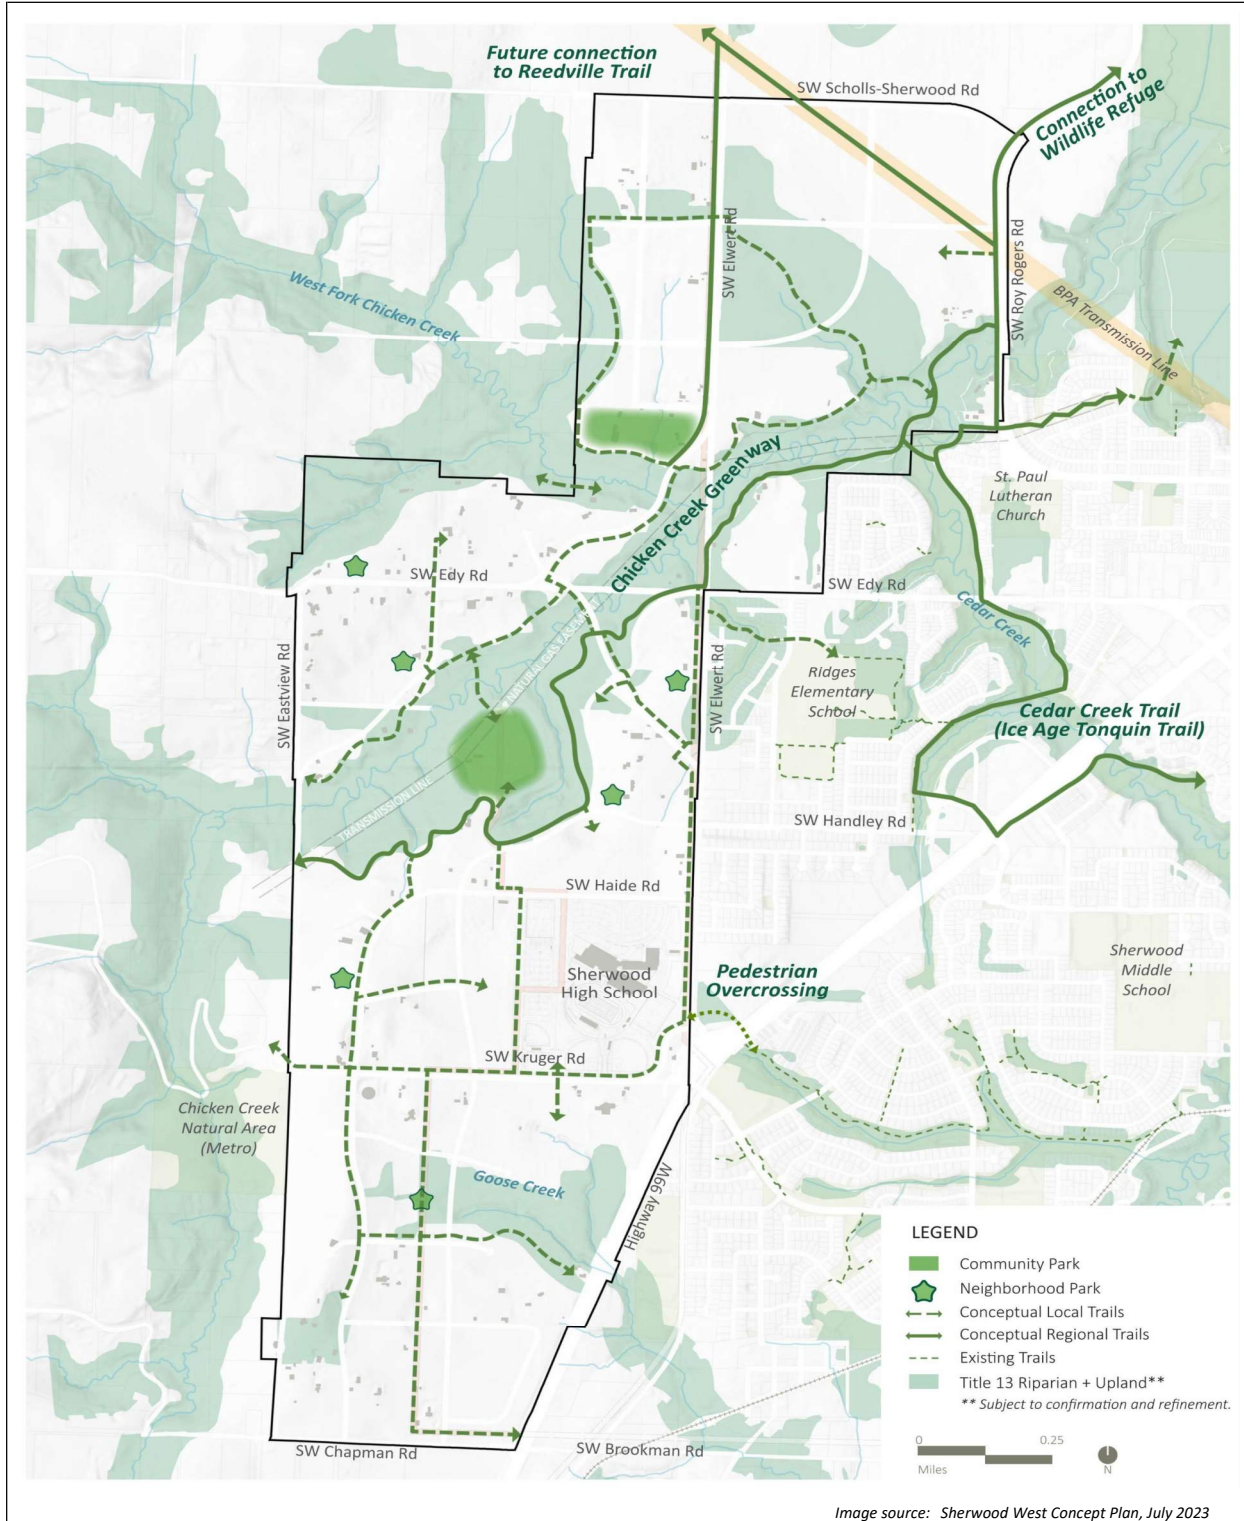 Future connection
to Reedville Trail
SW Scholls-Sherwood Rd
Connection to
Wildlife Refuge
SW Elwert Rd
SW Roy Rogers Rd
West Fork Chicken Creek
BPA Transmission Line
Chicken Creek Greenway
St. Paul
Lutheran
Church
SW Edy Rd
SW Edy Rd
Cedar Creek
NATURAL GAS EASEMENT
SW Eastview Rd
SW Elwert Rd
Ridges
Elementary
School
Cedar Creek Trail
(Ice Age Tonquin Trail)
TRANSMISSION LINE
SW Handley Rd
SW Haide Rd
Sherwood
High School
Pedestrian
Overcrossing
Sherwood
Middle
School
SW Kruger Rd
Chicken Creek
Natural Area
(Metro)
Goose Creek
Highway 99W
SW Chapman Rd
SW Brookman Rd
LEGEND
Community Park
Neighborhood Park
Conceptual Local Trails
Conceptual Regional Trails
Existing Trails
Title 13 Riparian + Upland**
** Subject to confirmation and refinement.
0 0.25
Miles
N
Image source: Sherwood West Concept Plan, July 2023